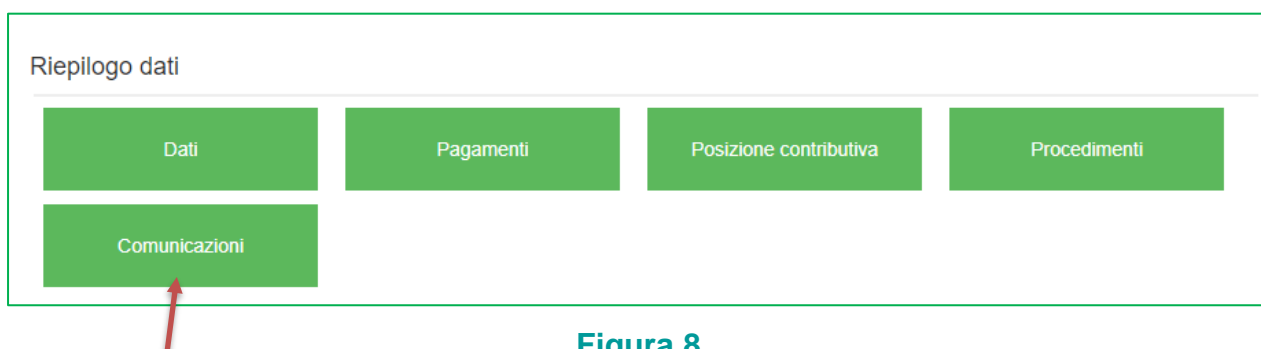 Riepilogo dati
Dati Pagamenti Posizione contributiva Procedimenti
Comunicazioni
Figura 8